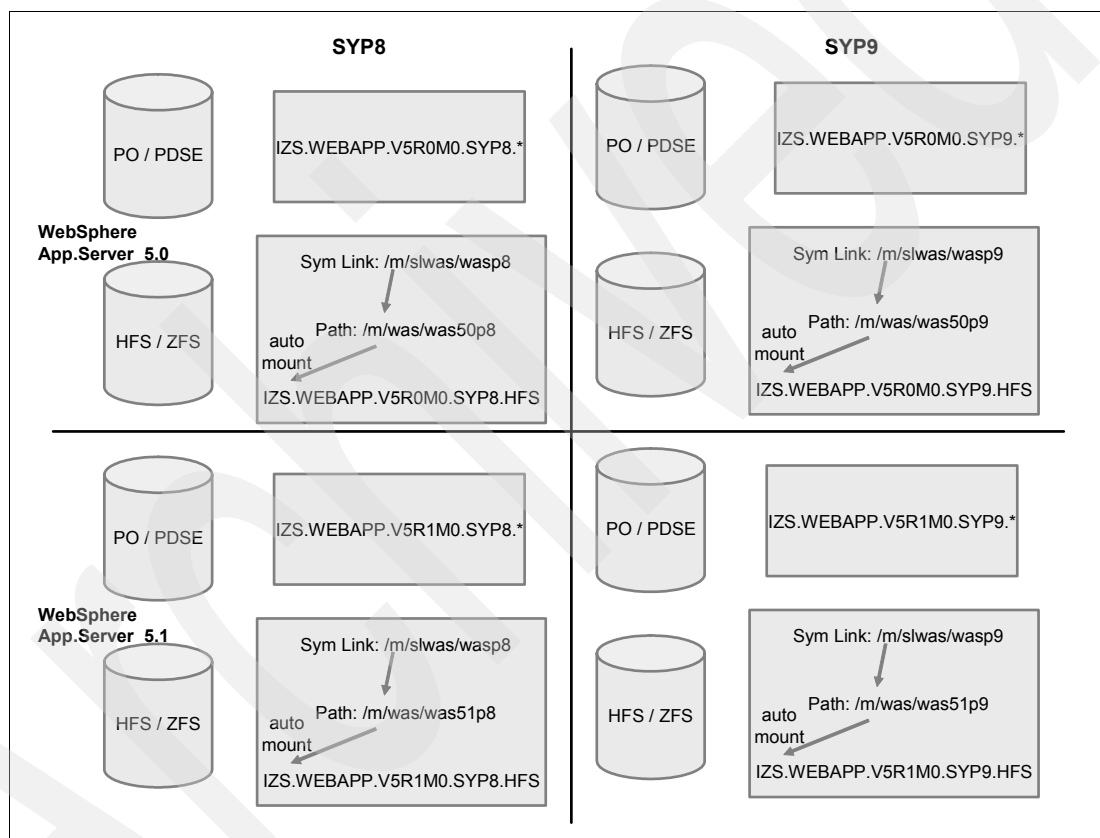 SYP8
SYP9
PO / PDSE
IZS.WEBAPP.V5R0M0.SYP8.*
PO / PDSE
IZS.WEBAPP.V5R0M0.SYP9.*
WebSphere
App.Server 5.0
HFS / ZFS
Sym Link: /m/slwas/wasp8
Path: /m/was/was50p8
auto
mount
IZS.WEBAPP.V5R0M0.SYP8.HFS
HFS / ZFS
Sym Link: /m/slwas/wasp9
Path: /m/was/was50p9
auto
mount
IZS.WEBAPP.V5R0M0.SYP9.HFS
PO / PDSE
IZS.WEBAPP.V5R1M0.SYP8.*
PO / PDSE
IZS.WEBAPP.V5R1M0.SYP9.*
WebSphere
App.Server 5.1
HFS / ZFS
Sym Link: /m/slwas/wasp8
Path: /m/was/was51p8
auto
mount
IZS.WEBAPP.V5R1M0.SYP8.HFS
HFS / ZFS
Sym Link: /m/slwas/wasp9
Path: /m/was/was51p9
auto
mount
IZS.WEBAPP.V5R1M0.SYP9.HFS